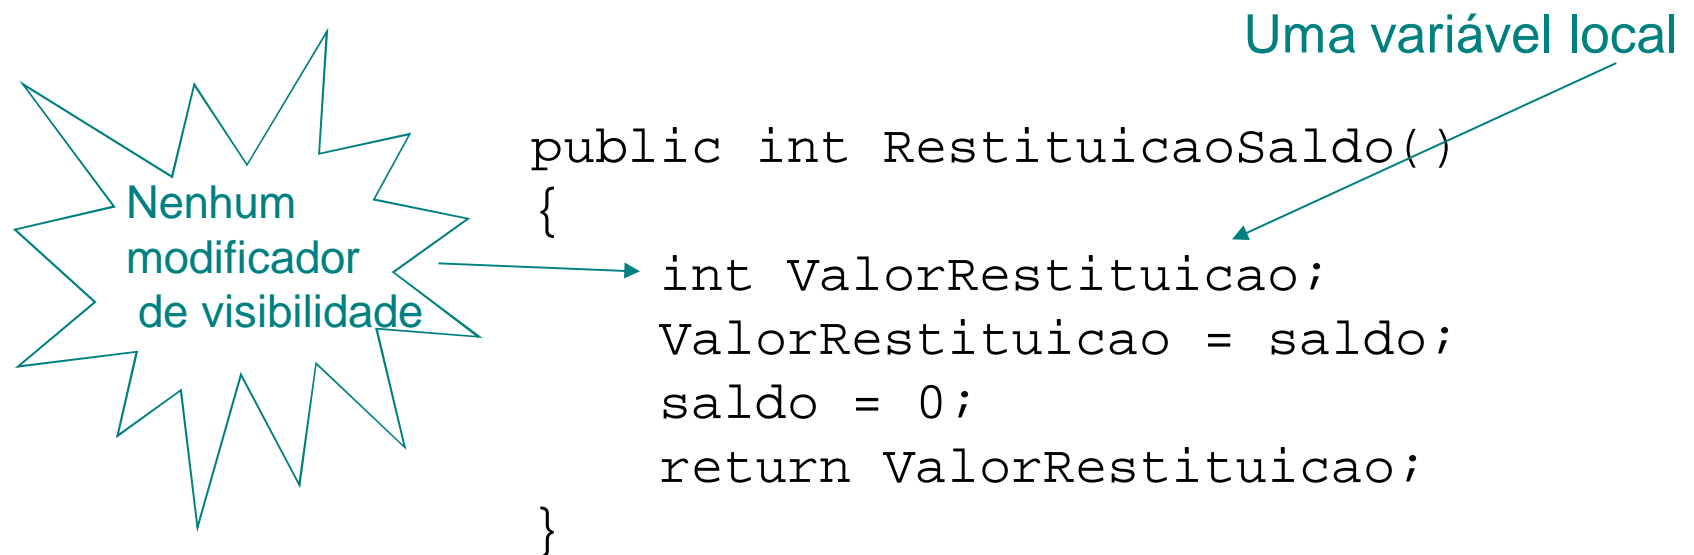 Uma variável local
public int RestituicaoSaldo()
{
Nenhum
modificador
de visibilidade
int ValorRestituicao;
ValorRestituicao = saldo;
saldo = 0;
return ValorRestituicao;
}